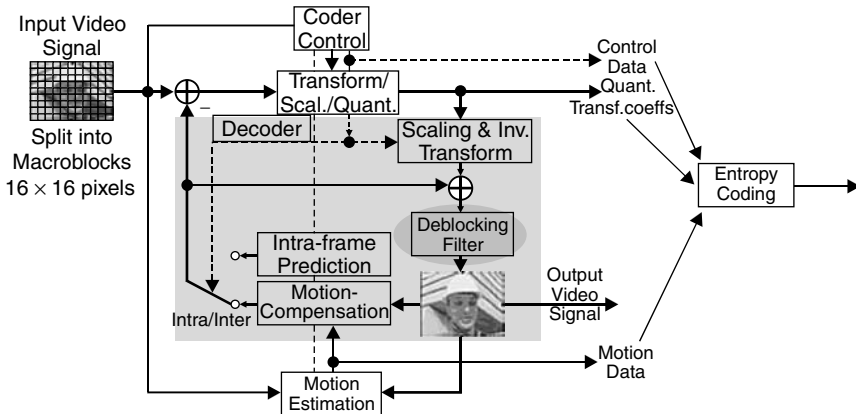 Input Video
Signal
Split into
Macroblocks
16 × 16 pixels
Coder
Control
Transform/
Scal./Quant.
–
Decoder
Scaling & Inv.
Transform
Deblocking
Filter
Intra-frame
Prediction
Motion-
Compensation
Intra/Inter
Motion
Estimation
Control
Data
Quant.
Transf.coeffs
Entropy
Coding
Output
Video
Signal
Motion
Data